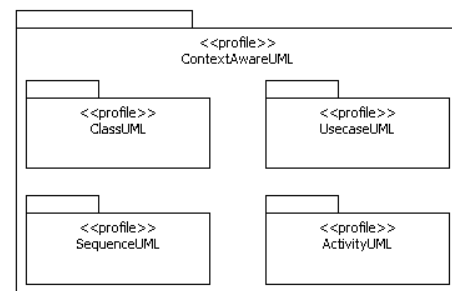 <<profile>>
ContextAwareUML
<<profile>>
ClassUML
<<profile>>
UsecaseUML
<<profile>>
SequenceUML
<<profile>>
ActivityUML